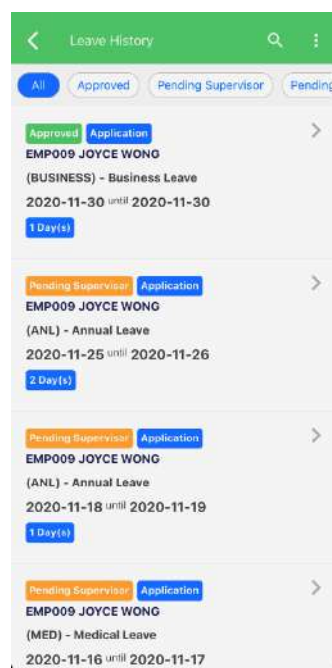 Leave History
All Approved Pending Supervisor Pending
Approved Application
EMP009 JOYCE WONG
(BUSINESS) - Business Leave
2020-11-30 until 2020-11-30
1 Day(s)
Pending Supervisor Application
EMP009 JOYCE WONG
(ANL) - Annual Leave
2020-11-25 until 2020-11-26
2 Day(s)
Pending Supervisor Application
EMP009 JOYCE WONG
(ANL) - Annual Leave
2020-11-18 until 2020-11-19
1 Day(s)
Pending Supervisor Application
EMP009 JOYCE WONG
(MED) - Medical Leave
2020-11-16 until 2020-11-17